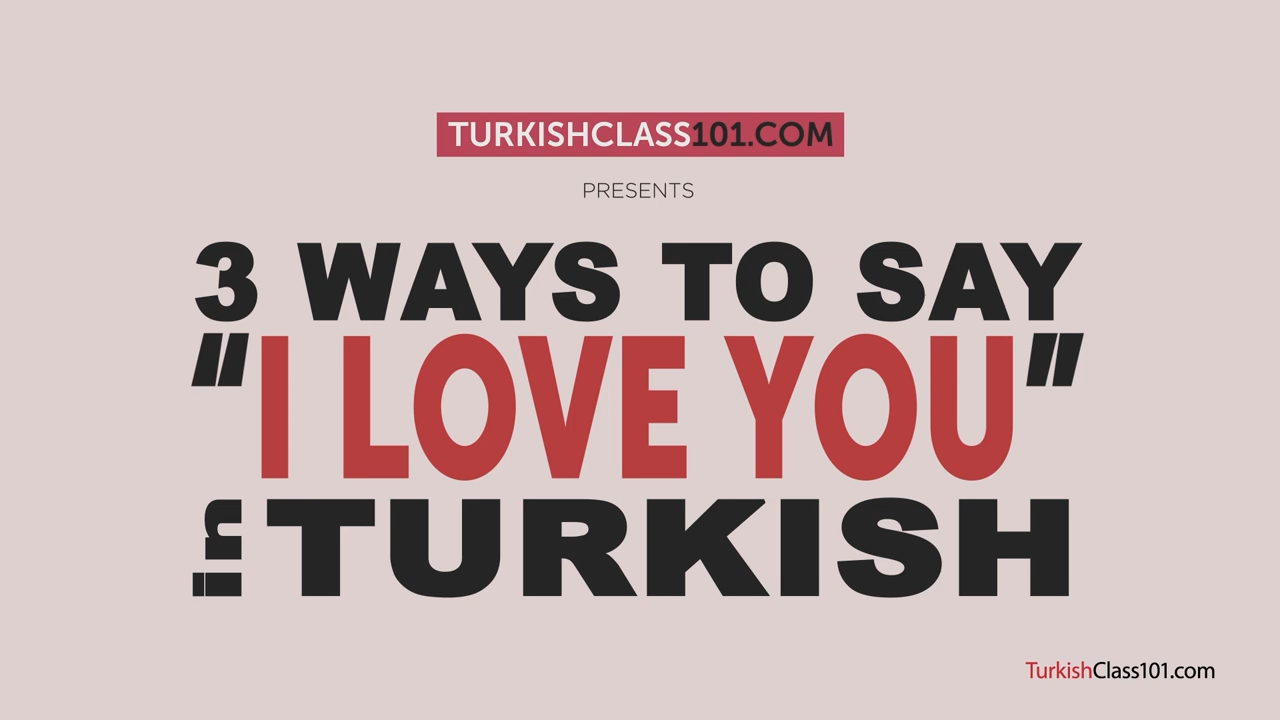 TURKISHCLASS101.COM
PRESENTS
3 WAYS TO SAY
"I LOVE YOU"
in TURKISH
TurkishClass101.com